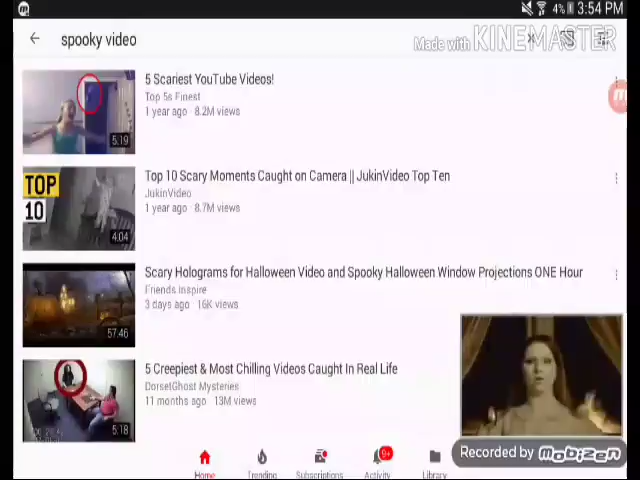 4% 3:54 PM
spooky video
Made with KINEMASTER
5 Scariest YouTube Videos!
Top 5s Finest
1 year ago · 8.2M views
5:19
Top 10 Scary Moments Caught on Camera || JukinVideo Top Ten
JukinVideo
1 year ago · 8.7M views
TOP
10
4:04
Scary Holograms for Halloween Video and Spooky Halloween Window Projections ONE Hour
Friends Inspire
3 days ago · 16K views
57:46
5 Creepiest & Most Chilling Videos Caught In Real Life
DorsetGhost Mysteries
11 months ago · 13M views
5:18
Recorded by Mobizen
9+
Home Trending Subscriptions Activity Library